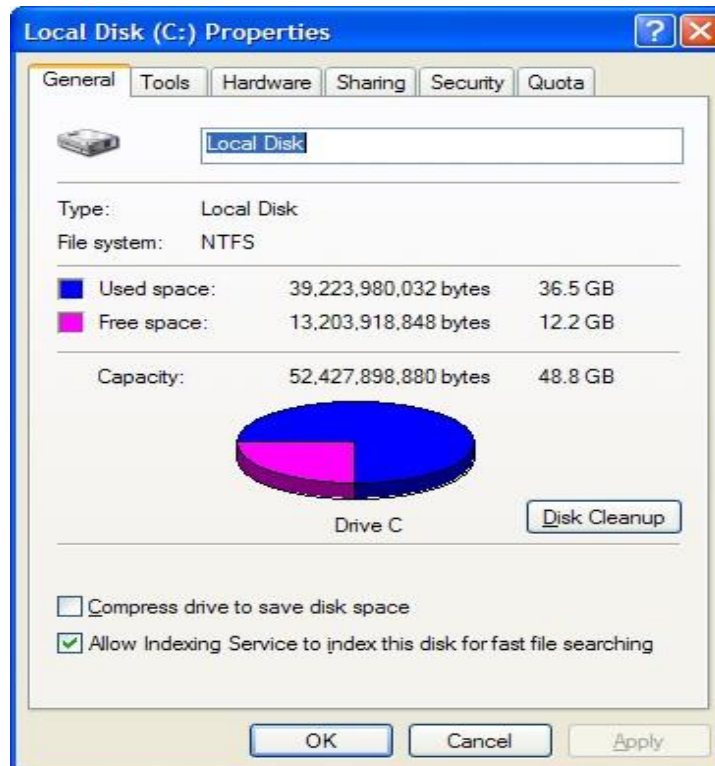 Local Disk (C:) Properties
General Tools Hardware Sharing Security Quota
Local Disk
Type: Local Disk
File system: NTFS
Used space: 39,223,980,032 bytes 36.5 GB
Free space: 13,203,918,848 bytes 12.2 GB
Capacity: 52,427,898,880 bytes 48.8 GB
Drive C
Disk Cleanup
Compress drive to save disk space
Allow Indexing Service to index this disk for fast file searching
OK Cancel Apply